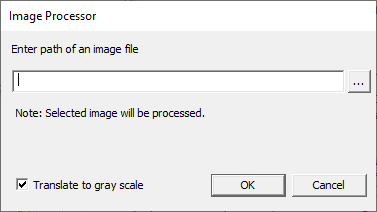 Image Processor
Enter path of an image file
...
Note: Selected image will be processed.
Translate to gray scale
OK
Cancel